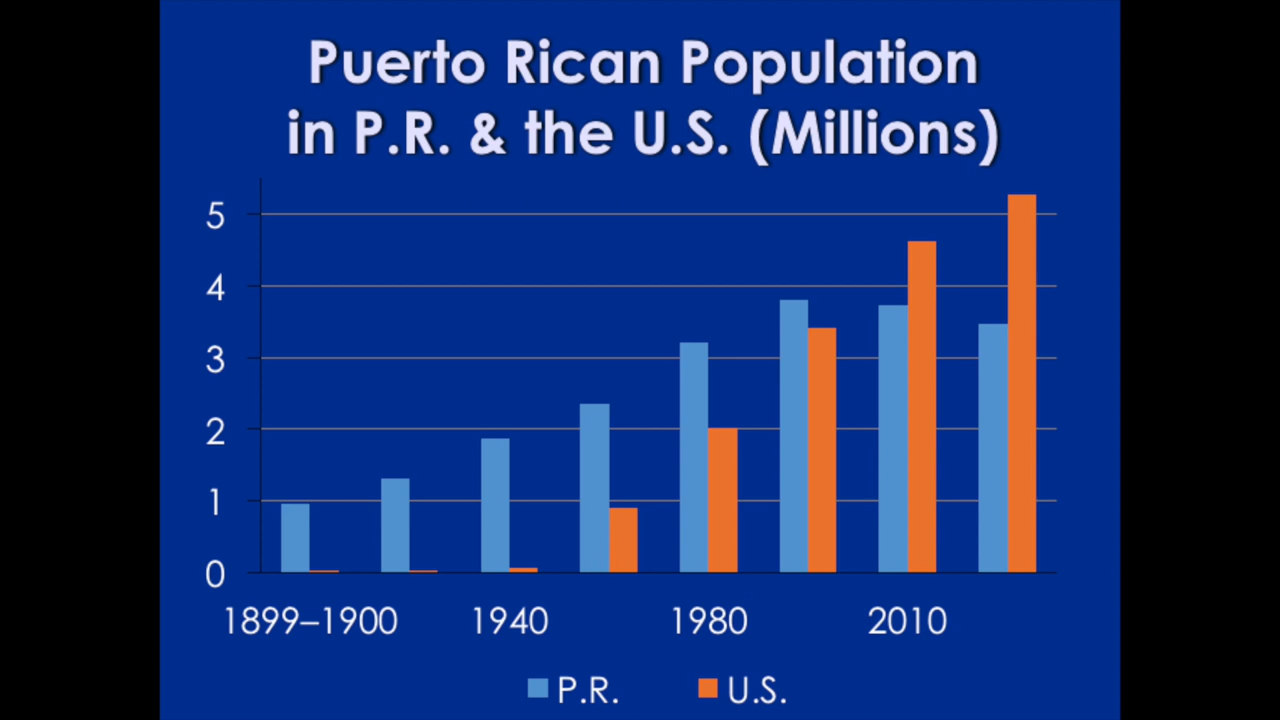 Puerto Rican Population
in P.R. & the U.S. (Millions)
5
4
3
2
1
0
1899–1900 1940 1980 2010
P.R. U.S.